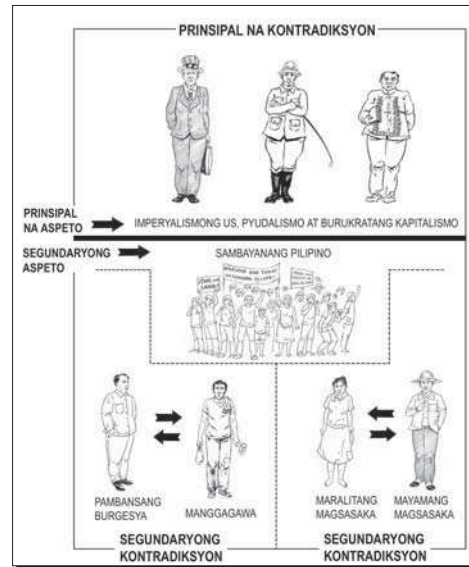 PRINSIPAL NA KONTRADIKSYON
PRINSIPAL
NA ASPETO
IMPERYALISMONG US, PYUDALISMO AT BURUKRATANG KAPITALISMO
SEGUNDARYONG
ASPETO
SAMBAYANANG PILIPINO
PAMBANSANG
BURGESYA
MANGGAGAWA
MARALITANG
MAGSASAKA
MAYAMANG
MAGSASAKA
SEGUNDARYONG
KONTRADIKSYON
SEGUNDARYONG
KONTRADIKSYON